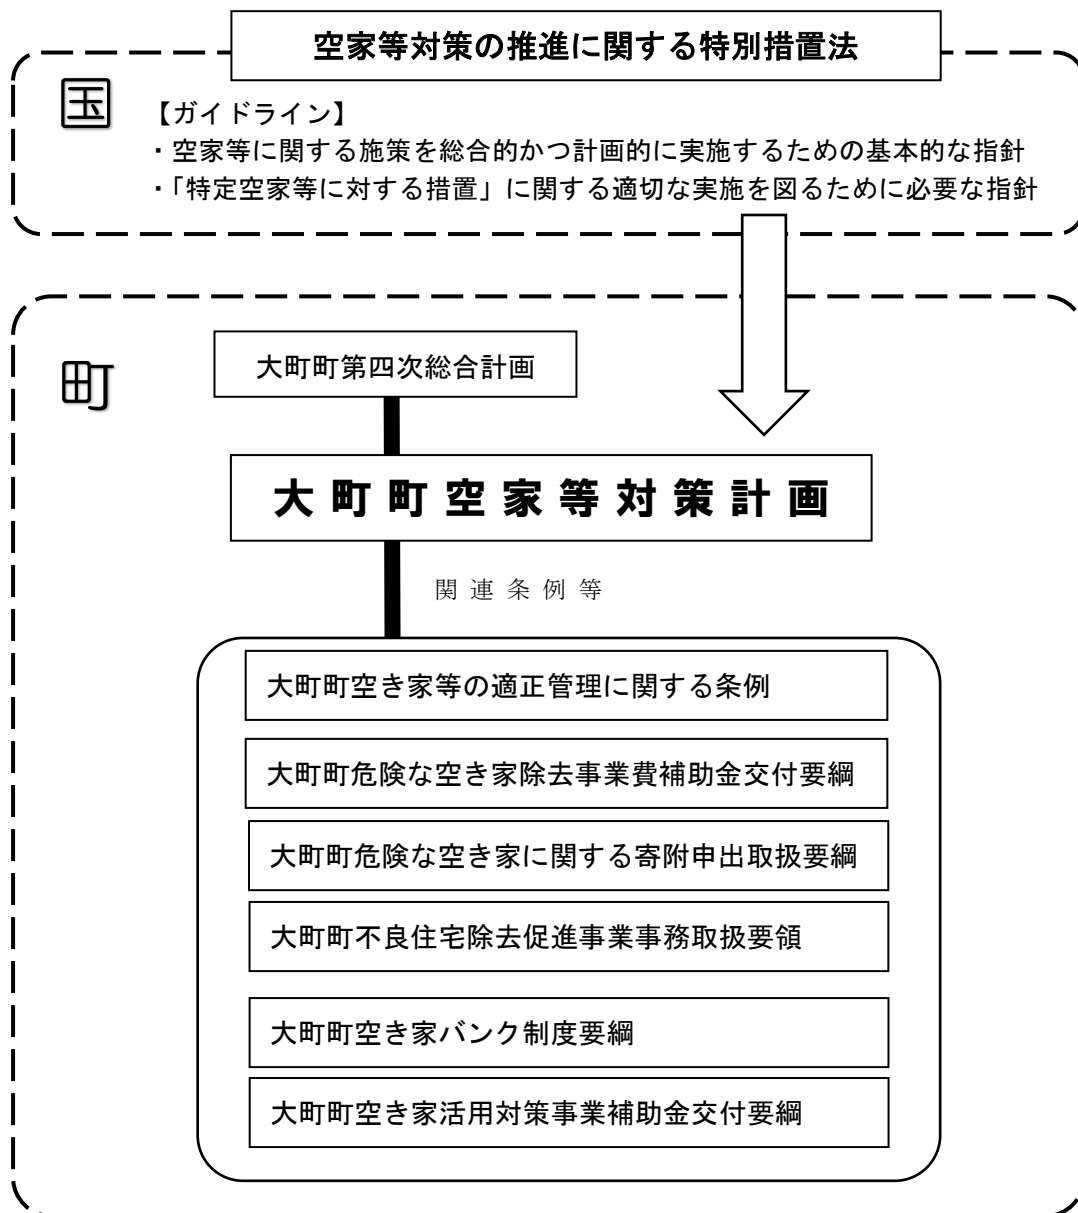 空家等対策の推進に関する特別措置法
国
【ガイドライン】
・空家等に関する施策を総合的かつ計画的に実施するための基本的な指針
・「特定空家等に対する措置」に関する適切な実施を図るために必要な指針
町
大町町第四次総合計画
大町町空家等対策計画
関連条例等
大町町空き家等の適正管理に関する条例
大町町危険な空き家除去事業費補助金交付要綱
大町町危険な空き家に関する寄附申出取扱要綱
大町町不良住宅除去促進事業事務取扱要領
大町町空き家バンク制度要綱
大町町空き家活用対策事業補助金交付要綱